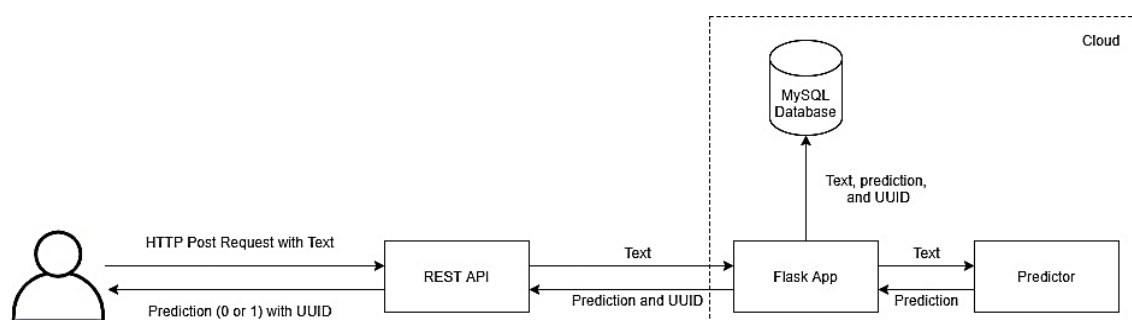 Cloud
MySQL
Database
Text, prediction,
and UUID
HTTP Post Request with Text
REST API
Text
Flask App
Text
Predictor
Prediction (0 or 1) with UUID
Prediction and UUID
Prediction